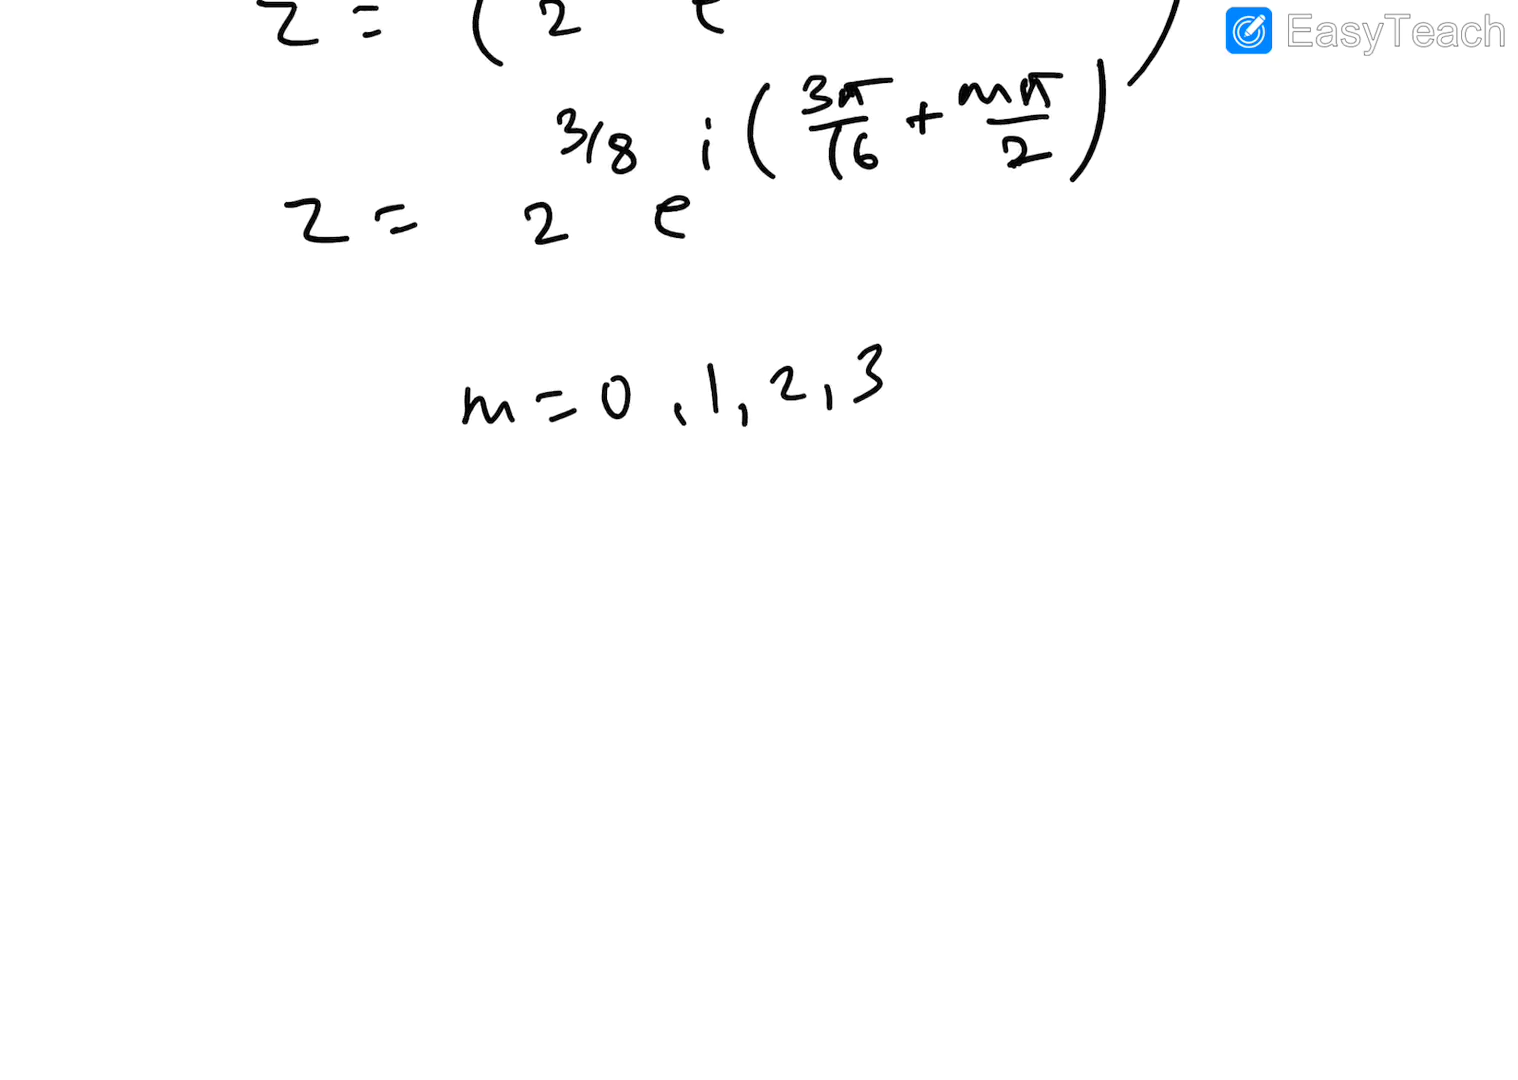 z = ( 2 e )
EasyTeach
z = 2^{3/8} e^{i(3π/16 + mπ/2)}
m = 0, 1, 2, 3